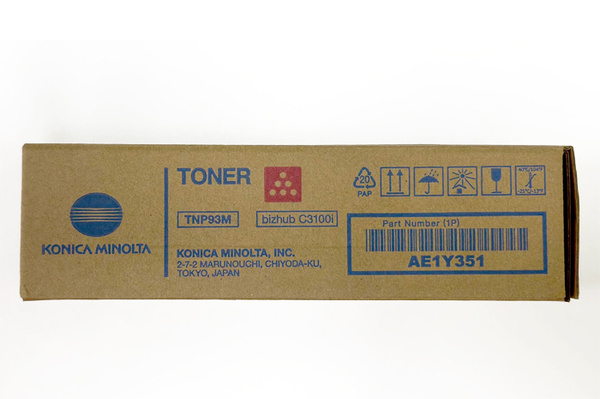 TONER
TNP93M
bizhub C3100i
KONICA MINOLTA
KONICA MINOLTA, INC.
2-7-2 MARUNOUCHI, CHIYODA-KU,
TOKYO, JAPAN
20
PAP
Part Number (1P)
AE1Y351